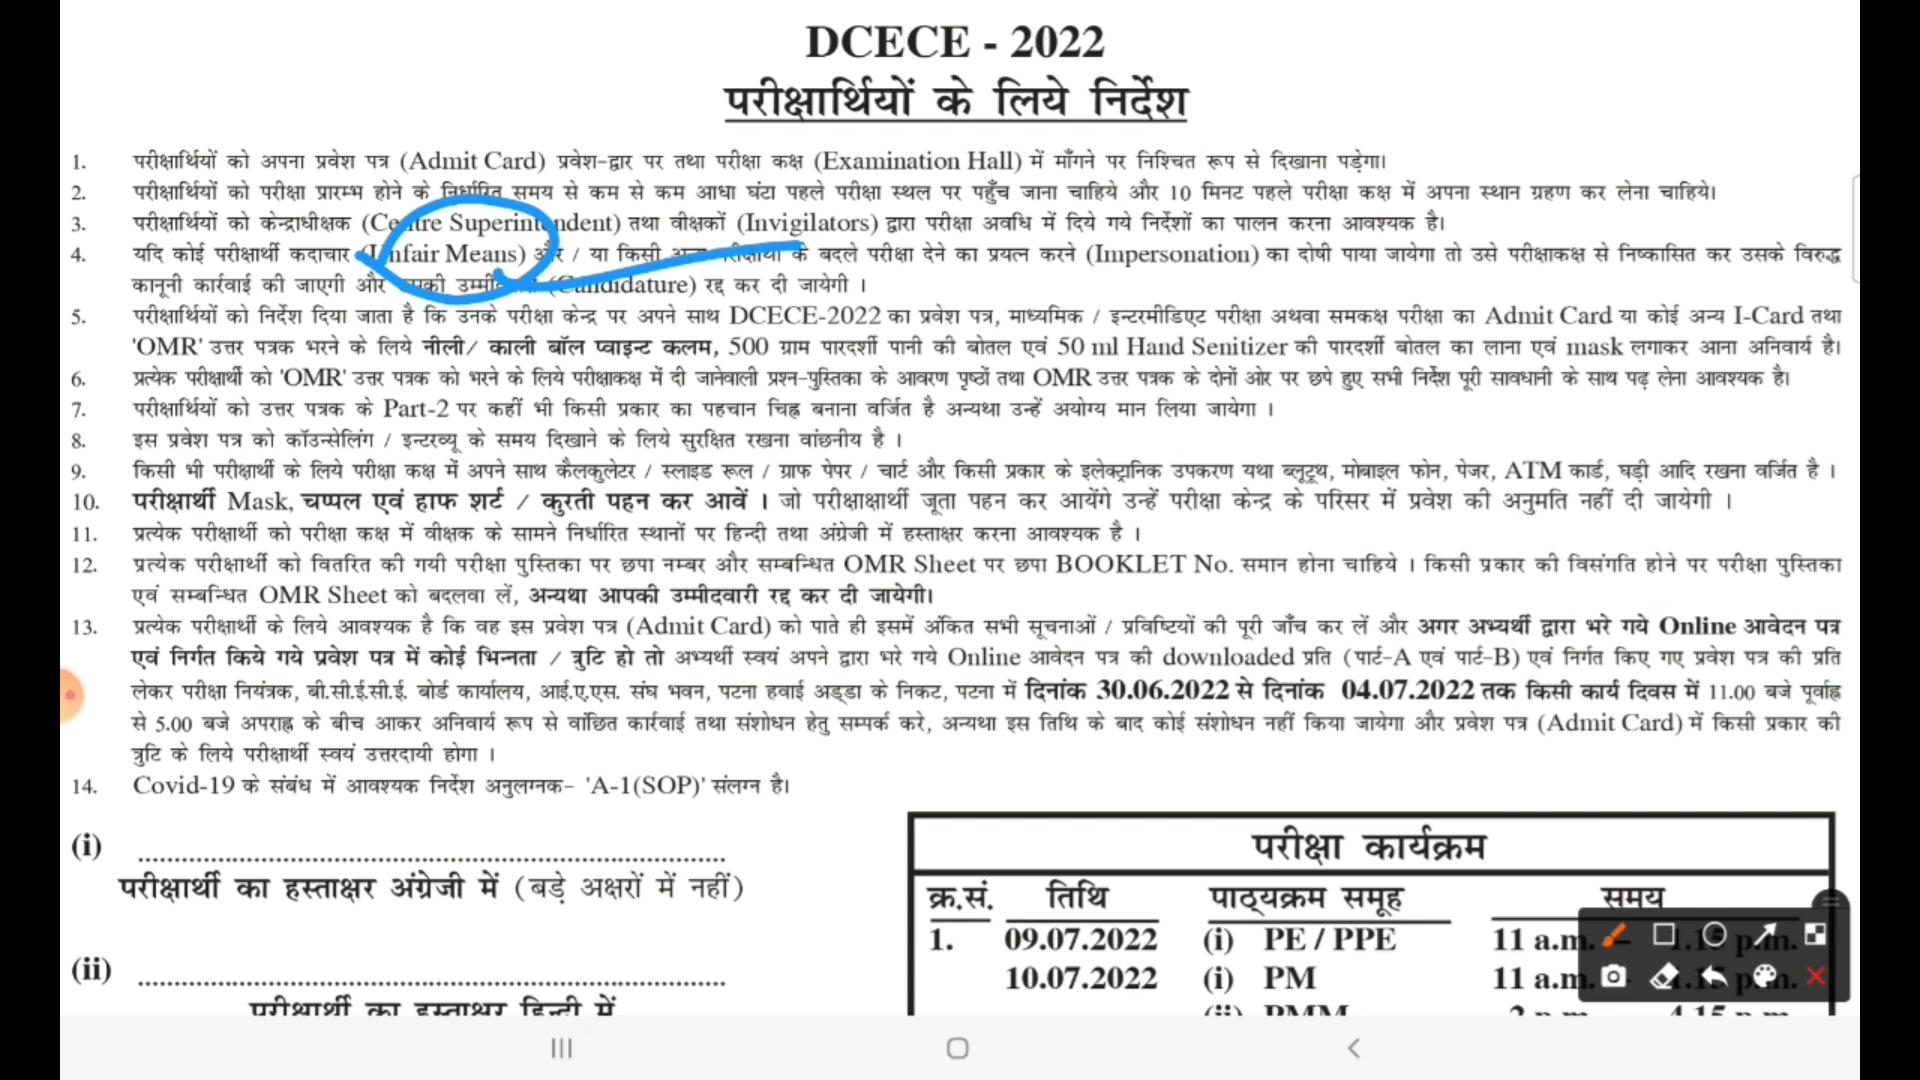 DCECE - 2022
परीक्षार्थियों के लिये निर्देश
1. परीक्षार्थियों को अपना प्रवेश पत्र (Admit Card) प्रवेश-द्वार पर तथा परीक्षा कक्ष (Examination Hall) में माँगने पर निश्चित रूप से दिखाना पड़ेगा।
2. परीक्षार्थियों को परीक्षा प्रारम्भ होने के निर्धारित समय से कम से कम आधा घंटा पहले परीक्षा स्थल पर पहुँच जाना चाहिये और 10 मिनट पहले परीक्षा कक्ष में अपना स्थान ग्रहण कर लेना चाहिये।
3. परीक्षार्थियों को केन्द्राधीक्षक (Centre Superintendent) तथा वीक्षकों (Invigilators) द्वारा परीक्षा अवधि में दिये गये निर्देशों का पालन करना आवश्यक है।
4. यदि कोई परीक्षार्थी कदाचार (Unfair Means) और / या किसी अन्य परीक्षार्थी के बदले परीक्षा देने का प्रयत्न करने (Impersonation) का दोषी पाया जायेगा तो उसे परीक्षाकक्ष से निष्कासित कर उसके विरुद्ध
कानूनी कार्रवाई की जाएगी और उसकी उम्मीदवारी (Candidature) रद्द कर दी जायेगी ।
5. परीक्षार्थियों को निर्देश दिया जाता है कि उनके परीक्षा केन्द्र पर अपने साथ DCECE-2022 का प्रवेश पत्र, माध्यमिक / इन्टरमीडिएट परीक्षा अथवा समकक्ष परीक्षा का Admit Card या कोई अन्य I-Card तथा
'OMR' उत्तर पत्रक भरने के लिये नीली/ काली बॉल प्वाइन्ट कलम, 500 ग्राम पारदर्शी पानी की बोतल एवं 50 ml Hand Senitizer की पारदर्शी बोतल का लाना एवं mask लगाकर आना अनिवार्य है।
6. प्रत्येक परीक्षार्थी को 'OMR' उत्तर पत्रक को भरने के लिये परीक्षाकक्ष में दी जानेवाली प्रश्न-पुस्तिका के आवरण पृष्ठों तथा OMR उत्तर पत्रक के दोनों ओर पर छपे हुए सभी निर्देश पूरी सावधानी के साथ पढ़ लेना आवश्यक है।
7. परीक्षार्थियों को उत्तर पत्रक के Part-2 पर कहीं भी किसी प्रकार का पहचान चिह्न बनाना वर्जित है अन्यथा उन्हें अयोग्य मान लिया जायेगा ।
8. इस प्रवेश पत्र को कॉउन्सेलिंग / इन्टरव्यू के समय दिखाने के लिये सुरक्षित रखना वांछनीय है ।
9. किसी भी परीक्षार्थी के लिये परीक्षा कक्ष में अपने साथ कैलकुलेटर / स्लाइड रूल / ग्राफ पेपर / चार्ट और किसी प्रकार के इलेक्ट्रानिक उपकरण यथा ब्लूटूथ, मोबाइल फोन, पेजर, ATM कार्ड, घड़ी आदि रखना वर्जित है ।
10. परीक्षार्थी Mask, चप्पल एवं हाफ शर्ट / कुरती पहन कर आवें । जो परीक्षाक्षार्थी जूता पहन कर आयेंगे उन्हें परीक्षा केन्द्र के परिसर में प्रवेश की अनुमति नहीं दी जायेगी ।
11. प्रत्येक परीक्षार्थी को परीक्षा कक्ष में वीक्षक के सामने निर्धारित स्थानों पर हिन्दी तथा अंग्रेजी में हस्ताक्षर करना आवश्यक है ।
12. प्रत्येक परीक्षार्थी को वितरित की गयी परीक्षा पुस्तिका पर छपा नम्बर और सम्बन्धित OMR Sheet पर छपा BOOKLET No. समान होना चाहिये । किसी प्रकार की विसंगति होने पर परीक्षा पुस्तिका
एवं सम्बन्धित OMR Sheet को बदलवा लें, अन्यथा आपकी उम्मीदवारी रद्द कर दी जायेगी।
13. प्रत्येक परीक्षार्थी के लिये आवश्यक है कि वह इस प्रवेश पत्र (Admit Card) को पाते ही इसमें अंकित सभी सूचनाओं / प्रविष्टियों की पूरी जाँच कर लें और अगर अभ्यर्थी द्वारा भरे गये Online आवेदन पत्र
एवं निर्गत किये गये प्रवेश पत्र में कोई भिन्नता / त्रुटि हो तो अभ्यर्थी स्वयं अपने द्वारा भरे गये Online आवेदन पत्र की downloaded प्रति (पार्ट-A एवं पार्ट-B) एवं निर्गत किए गए प्रवेश पत्र की प्रति
लेकर परीक्षा नियंत्रक, बी.सी.ई.सी.ई. बोर्ड कार्यालय, आई.ए.एस. संघ भवन, पटना हवाई अड्डा के निकट, पटना में दिनांक 30.06.2022 से दिनांक 04.07.2022 तक किसी कार्य दिवस में 11.00 बजे पूर्वाह्न
से 5.00 बजे अपराह्न के बीच आकर अनिवार्य रूप से वांछित कार्रवाई तथा संशोधन हेतु सम्पर्क करे, अन्यथा इस तिथि के बाद कोई संशोधन नहीं किया जायेगा और प्रवेश पत्र (Admit Card) में किसी प्रकार की
त्रुटि के लिये परीक्षार्थी स्वयं उत्तरदायी होगा ।
14. Covid-19 के संबंध में आवश्यक निर्देश अनुलग्नक- 'A-1(SOP)' संलग्न है।
(i)
परीक्षार्थी का हस्ताक्षर अंग्रेजी में (बड़े अक्षरों में नहीं)
(ii)
परीक्षार्थी का हस्ताक्षर हिन्दी में
परीक्षा कार्यक्रम
क्र.सं. तिथि पाठ्यक्रम समूह समय
1. 09.07.2022 (i) PE / PPE 11 a.m. – 1.15 p.m.
10.07.2022 (i) PM 11 a.m. 1.15 p.m.
(ii) PMM 2 p.m. 4.15 p.m.